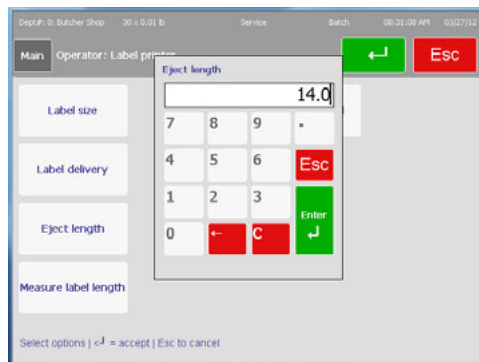 Dept#: 0: Butcher Shop 30 x 0.01 lb Service Batch 08:31:00 AM 03/27/12
Main Operator: Label printer
Esc
Eject length
14.0
Label size
7 8 9 .
Label delivery
4 5 6 Esc
1 2 3
Enter
Eject length
0 ← C ↵
Measure label length
Select options | <┘ = accept | Esc to cancel